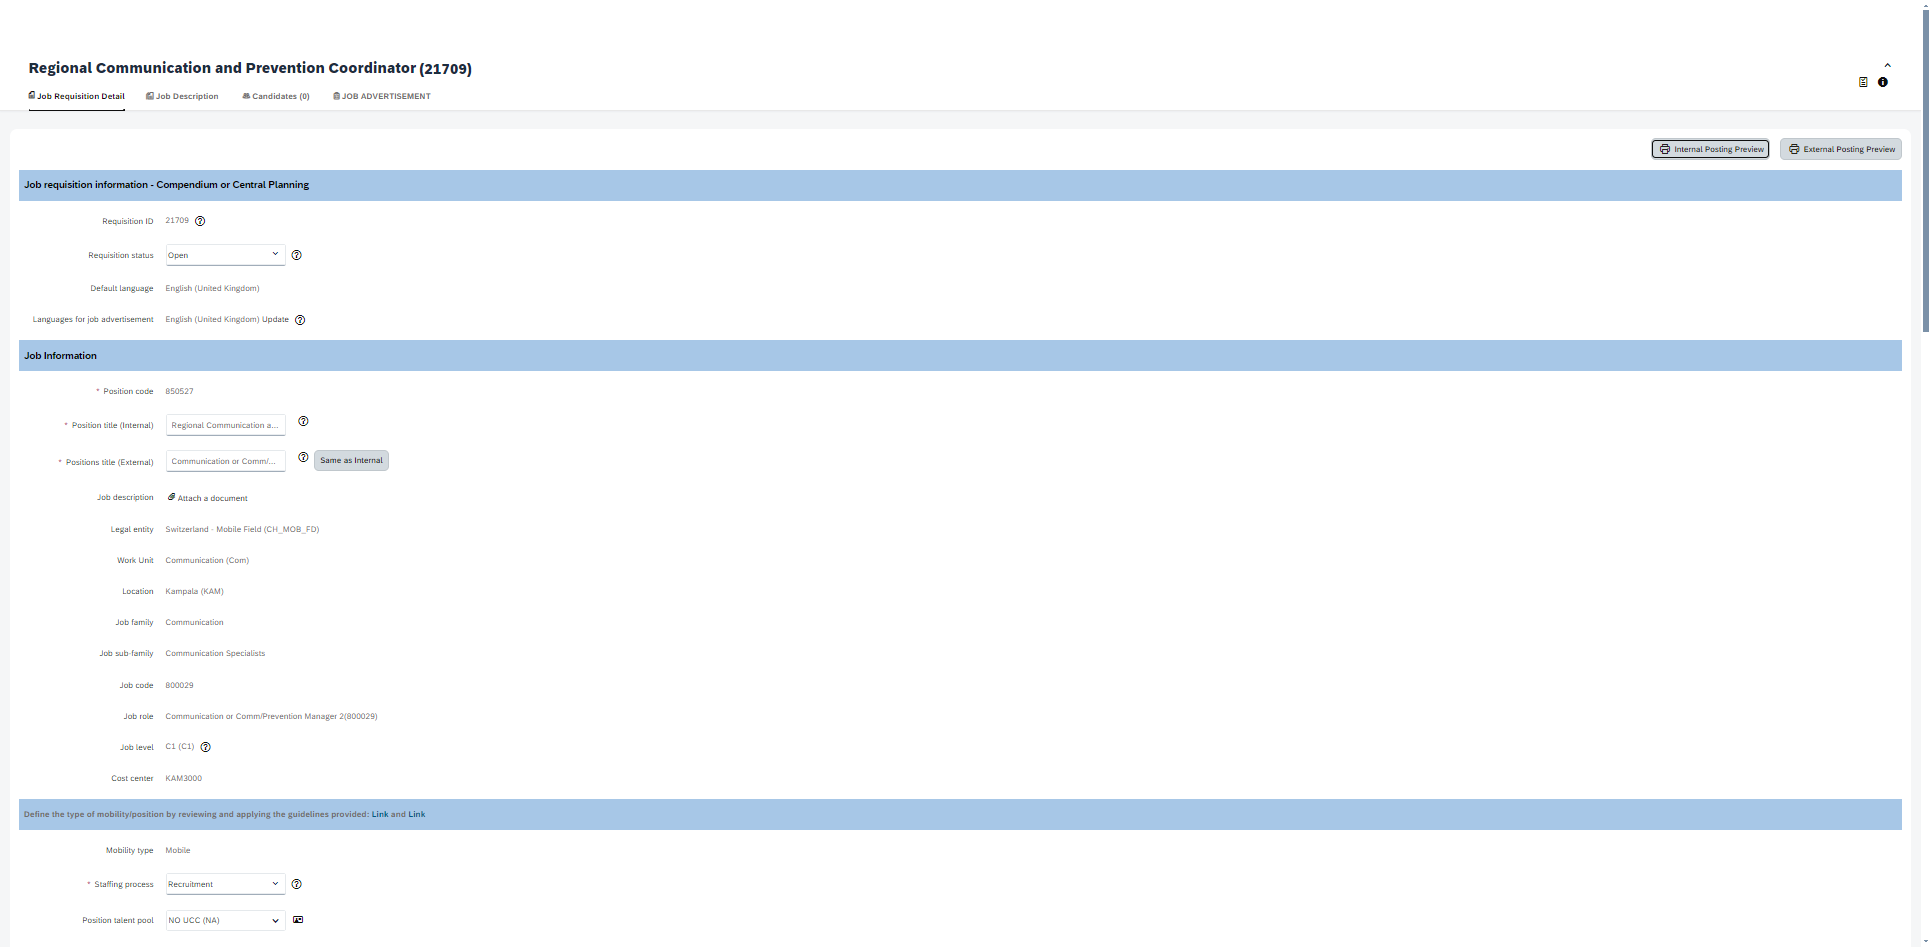 Regional Communication and Prevention Coordinator (21709)
Job Requisition Detail Job Description Candidates (0) JOB ADVERTISEMENT
Internal Posting Preview External Posting Preview
Job requisition information - Compendium or Central Planning
Requisition ID 21709
Requisition status Open
Default language English (United Kingdom)
Languages for job advertisement English (United Kingdom) Update
Job Information
* Position code 850527
* Position title (Internal) Regional Communication a...
* Positions title (External) Communication or Comm/... Same as Internal
Job description Attach a document
Legal entity Switzerland - Mobile Field (CH_MOB_FD)
Work Unit Communication (Com)
Location Kampala (KAM)
Job family Communication
Job sub-family Communication Specialists
Job code 800029
Job role Communication or Comm/Prevention Manager 2(800029)
Job level C1 (C1)
Cost center KAM3000
Define the type of mobility/position by reviewing and applying the guidelines provided: Link and Link
Mobility type Mobile
* Staffing process Recruitment
Position talent pool NO UCC (NA)